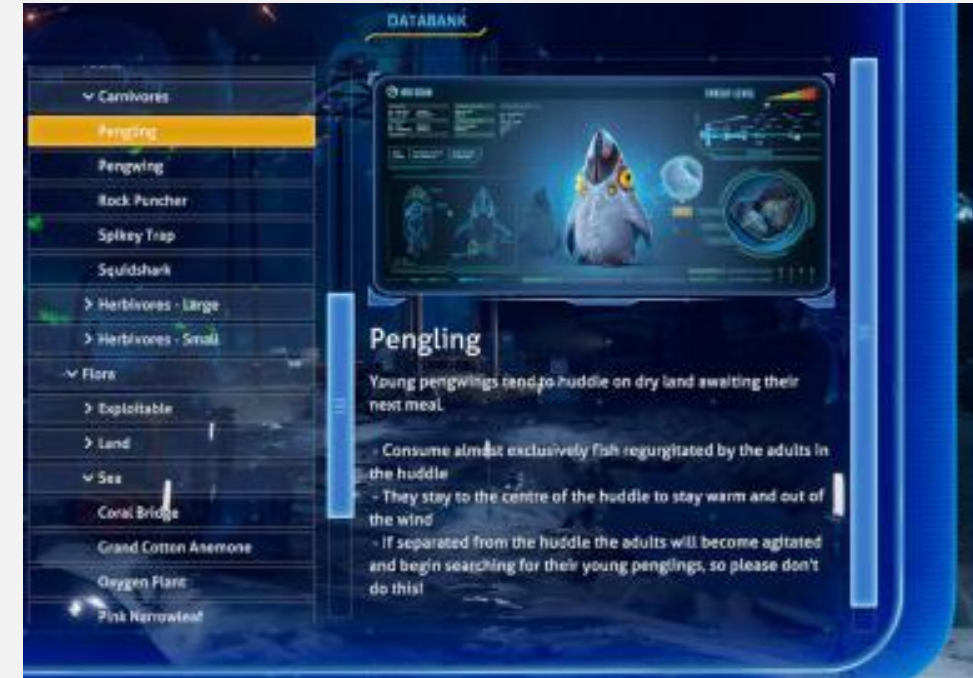 DATABANK
Carnivores
Pengling
Pengwing
Rock Puncher
Spikey Trap
Squidshark
Herbivores - Large
Herbivores - Small
Flora
Exploitable
Land
Sea
Coral Bridge
Grand Cotton Anemone
Oxygen Plant
Pink Narrowleaf
THREAT LEVEL
Pengling
Young pengwings tend to huddle on dry land awaiting their
next meal.
- Consume almost exclusively fish regurgitated by the adults in
the huddle
- They stay to the centre of the huddle to stay warm and out of
the wind
- If separated from the huddle the adults will become agitated
and begin searching for their young penglings, so please don't
do this!